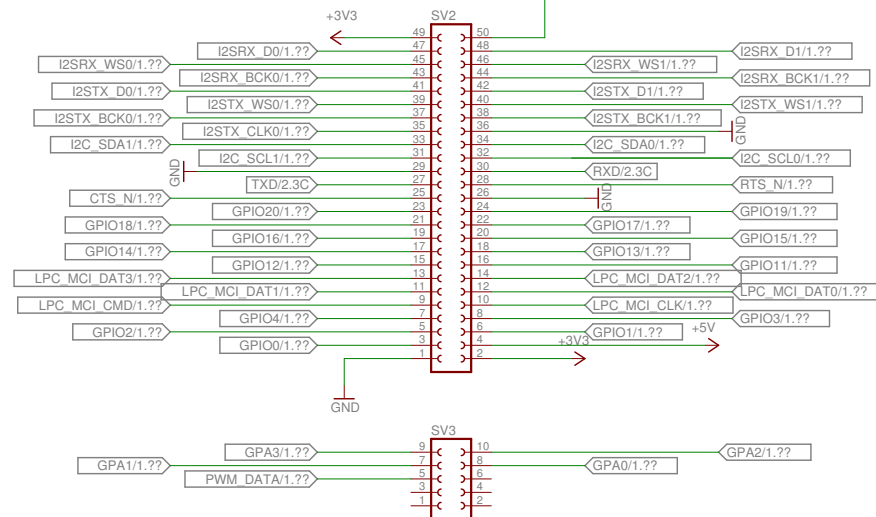 SV2
+3V3
49 50
I2SRX_D0/1.?? 47 48 I2SRX_D1/1.??
I2SRX_WS0/1.?? 45 46 I2SRX_WS1/1.??
I2SRX_BCK0/1.?? 43 44 I2SRX_BCK1/1.??
I2STX_D0/1.?? 41 42 I2STX_D1/1.??
I2STX_WS0/1.?? 39 40 I2STX_WS1/1.??
I2STX_BCK0/1.?? 37 38 I2STX_BCK1/1.??
I2STX_CLK0/1.?? 35 36 GND
I2C_SDA1/1.?? 33 34 I2C_SDA0/1.??
I2C_SCL1/1.?? 31 32 I2C_SCL0/1.??
GND 29 30 RXD/2.3C
TXD/2.3C 27 28 RTS_N/1.??
CTS_N/1.?? 25 26 GND
GPIO20/1.?? 23 24 GPIO19/1.??
GPIO18/1.?? 21 22 GPIO17/1.??
GPIO16/1.?? 19 20 GPIO15/1.??
GPIO14/1.?? 17 18 GPIO13/1.??
GPIO12/1.?? 15 16 GPIO11/1.??
LPC_MCI_DAT3/1.?? 13 14 LPC_MCI_DAT2/1.??
LPC_MCI_DAT1/1.?? 11 12 LPC_MCI_DAT0/1.??
LPC_MCI_CMD/1.?? 9 10 LPC_MCI_CLK/1.??
GPIO4/1.?? 7 8 GPIO3/1.??
GPIO2/1.?? 5 6 GPIO1/1.??
GPIO0/1.?? 3 4 +5V
1 2 +3V3
GND
SV3
GPA3/1.?? 9 10 GPA2/1.??
GPA1/1.?? 7 8 GPA0/1.??
PWM_DATA/1.?? 5 6
3 4
1 2